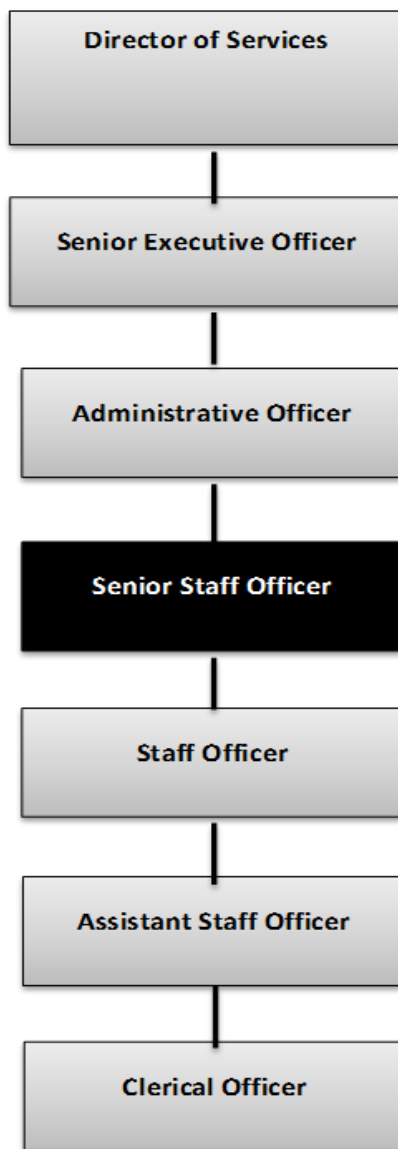 Director of Services
Senior Executive Officer
Administrative Officer
Senior Staff Officer
Staff Officer
Assistant Staff Officer
Clerical Officer